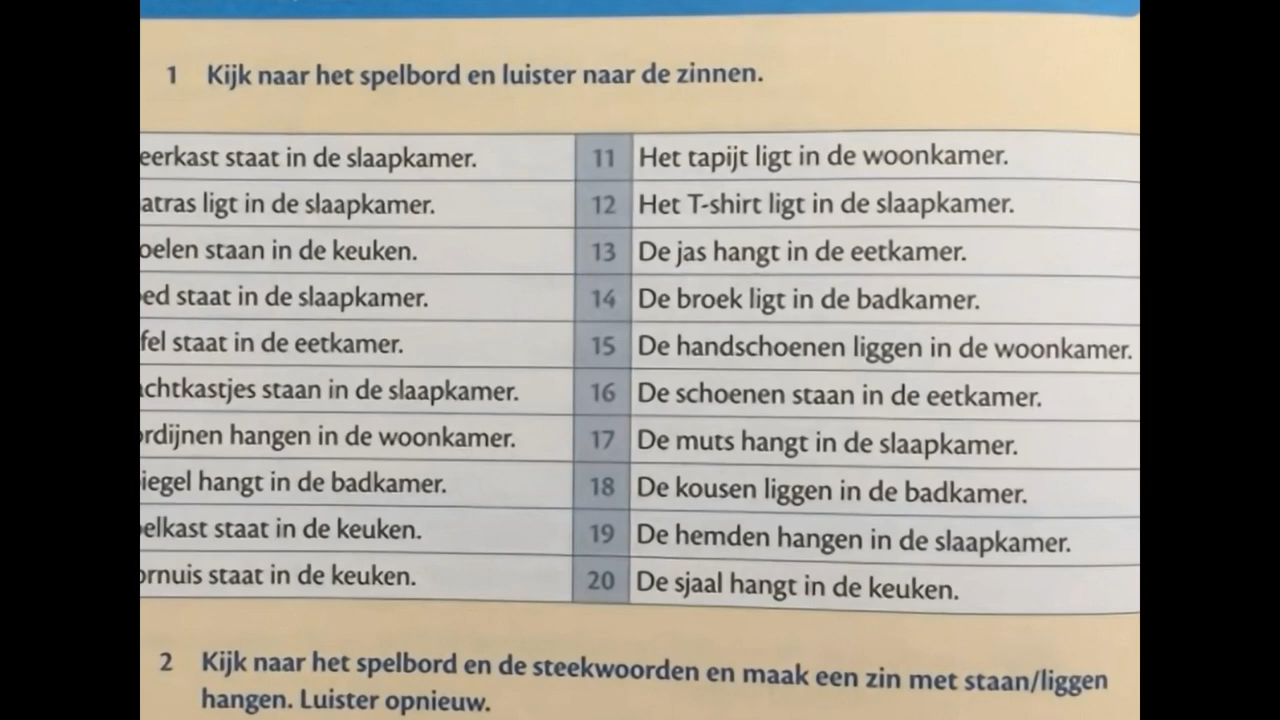 1 Kijk naar het spelbord en luister naar de zinnen.
eerkast staat in de slaapkamer.
atras ligt in de slaapkamer.
oelen staan in de keuken.
ed staat in de slaapkamer.
fel staat in de eetkamer.
chtkastjes staan in de slaapkamer.
rdijnen hangen in de woonkamer.
iegel hangt in de badkamer.
elkast staat in de keuken.
ornuis staat in de keuken.
11 Het tapijt ligt in de woonkamer.
12 Het T-shirt ligt in de slaapkamer.
13 De jas hangt in de eetkamer.
14 De broek ligt in de badkamer.
15 De handschoenen liggen in de woonkamer.
16 De schoenen staan in de eetkamer.
17 De muts hangt in de slaapkamer.
18 De kousen liggen in de badkamer.
19 De hemden hangen in de slaapkamer.
20 De sjaal hangt in de keuken.
2 Kijk naar het spelbord en de steekwoorden en maak een zin met staan/liggen
hangen. Luister opnieuw.